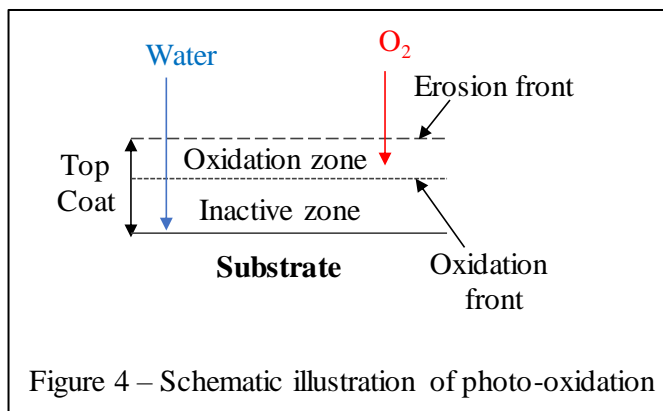 Water
O2
Erosion front
Top
Coat
Oxidation zone
Inactive zone
Substrate
Oxidation
front
Figure 4 – Schematic illustration of photo-oxidation